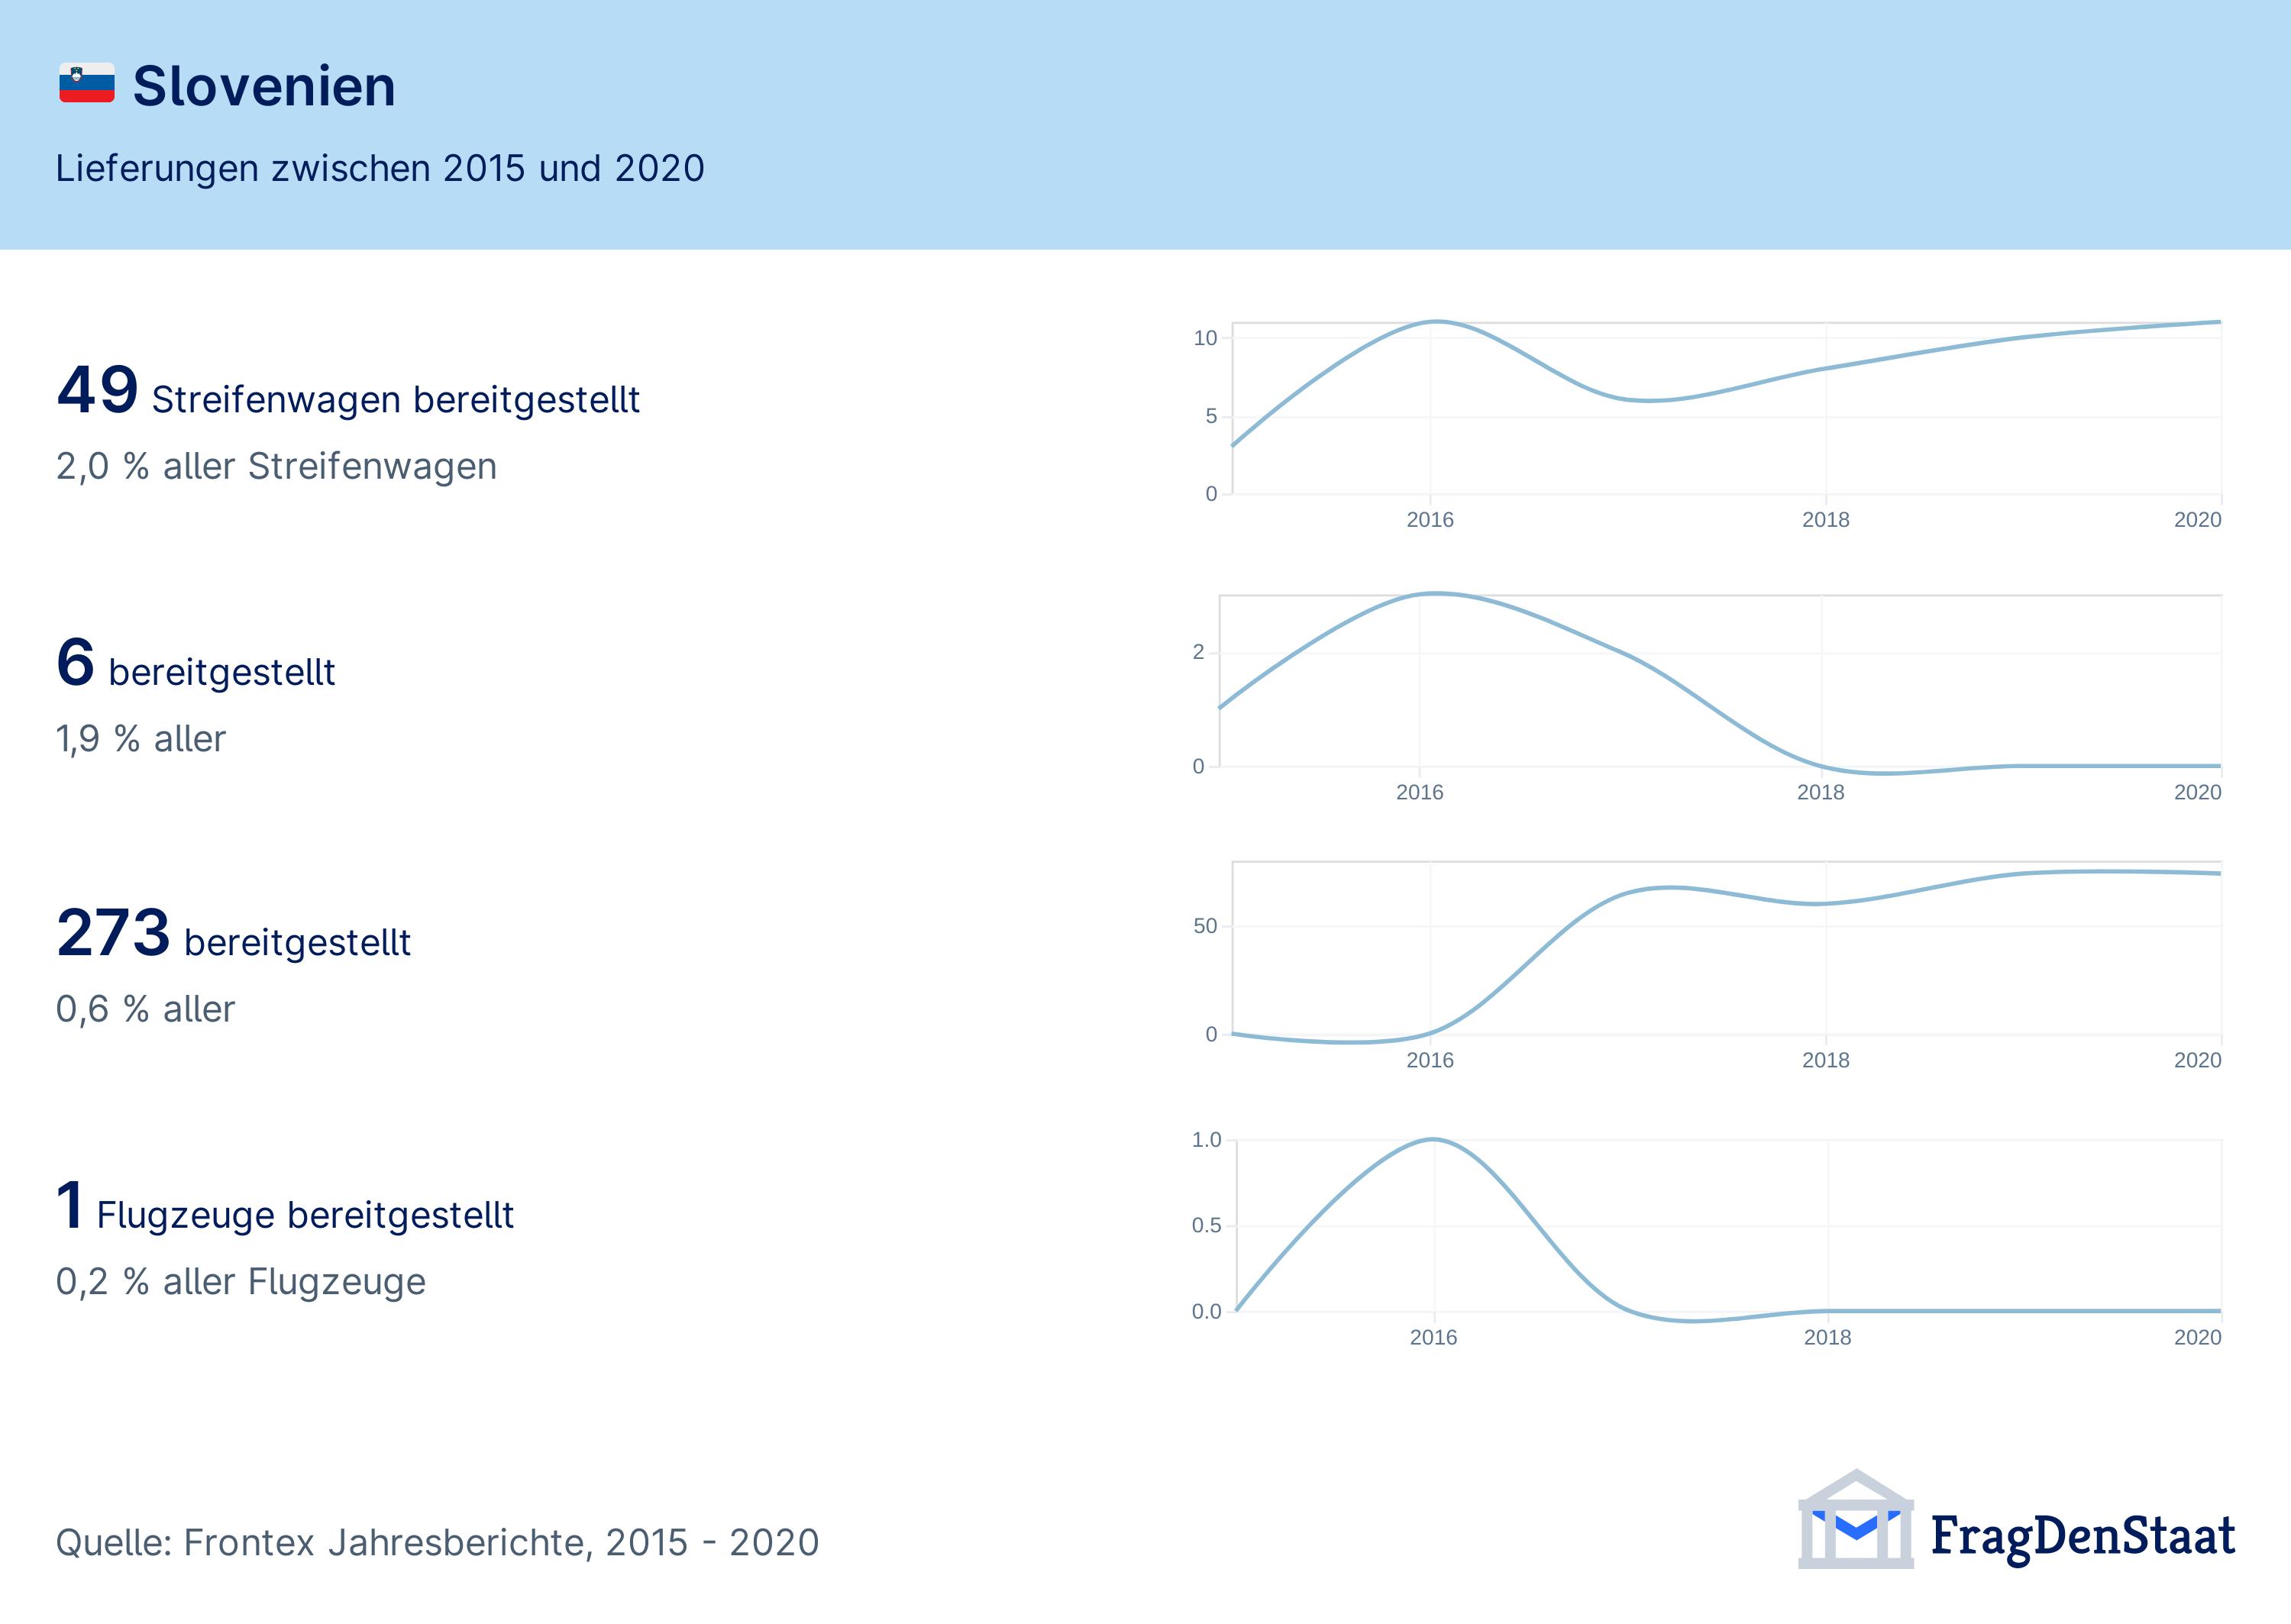 Slovenien
Lieferungen zwischen 2015 und 2020
49 Streifenwagen bereitgestellt
2,0 % aller Streifenwagen
10
5
0
2016 2018 2020
6 bereitgestellt
1,9 % aller
2
0
2016 2018 2020
273 bereitgestellt
0,6 % aller
50
0
2016 2018 2020
1 Flugzeuge bereitgestellt
0,2 % aller Flugzeuge
1.0
0.5
0.0
2016 2018 2020
Quelle: Frontex Jahresberichte, 2015 - 2020
FragDenStaat